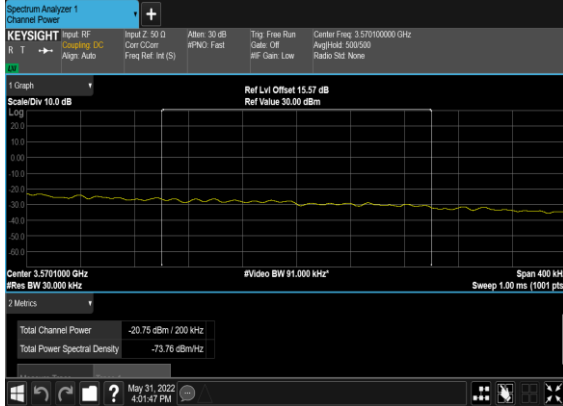 Spectrum Analyzer 1
Channel Power
+
KEYSIGHT
R T
LXI
Input: RF
Coupling: DC
Align: Auto
Input Z: 50 Ω
Corr CCorr
Freq Ref: Int (S)
Atten: 30 dB
#PNO: Fast
Trig: Free Run
Gate: Off
#IF Gain: Low
Center Freq: 3.570100000 GHz
Avg|Hold: 500/500
Radio Std: None
1 Graph
Scale/Div 10.0 dB
Ref Lvl Offset 15.57 dB
Ref Value 30.00 dBm
Log
20.0
10.0
0.00
-10.0
-20.0
-30.0
-40.0
-50.0
-60.0
Center 3.5701000 GHz
#Res BW 30.000 kHz
#Video BW 91.000 kHz*
Span 400 kH
Sweep 1.00 ms (1001 pts
2 Metrics
Total Channel Power
-20.75 dBm / 200 kHz
Total Power Spectral Density
-73.76 dBm/Hz
?
May 31, 2022
4:01:47 PM